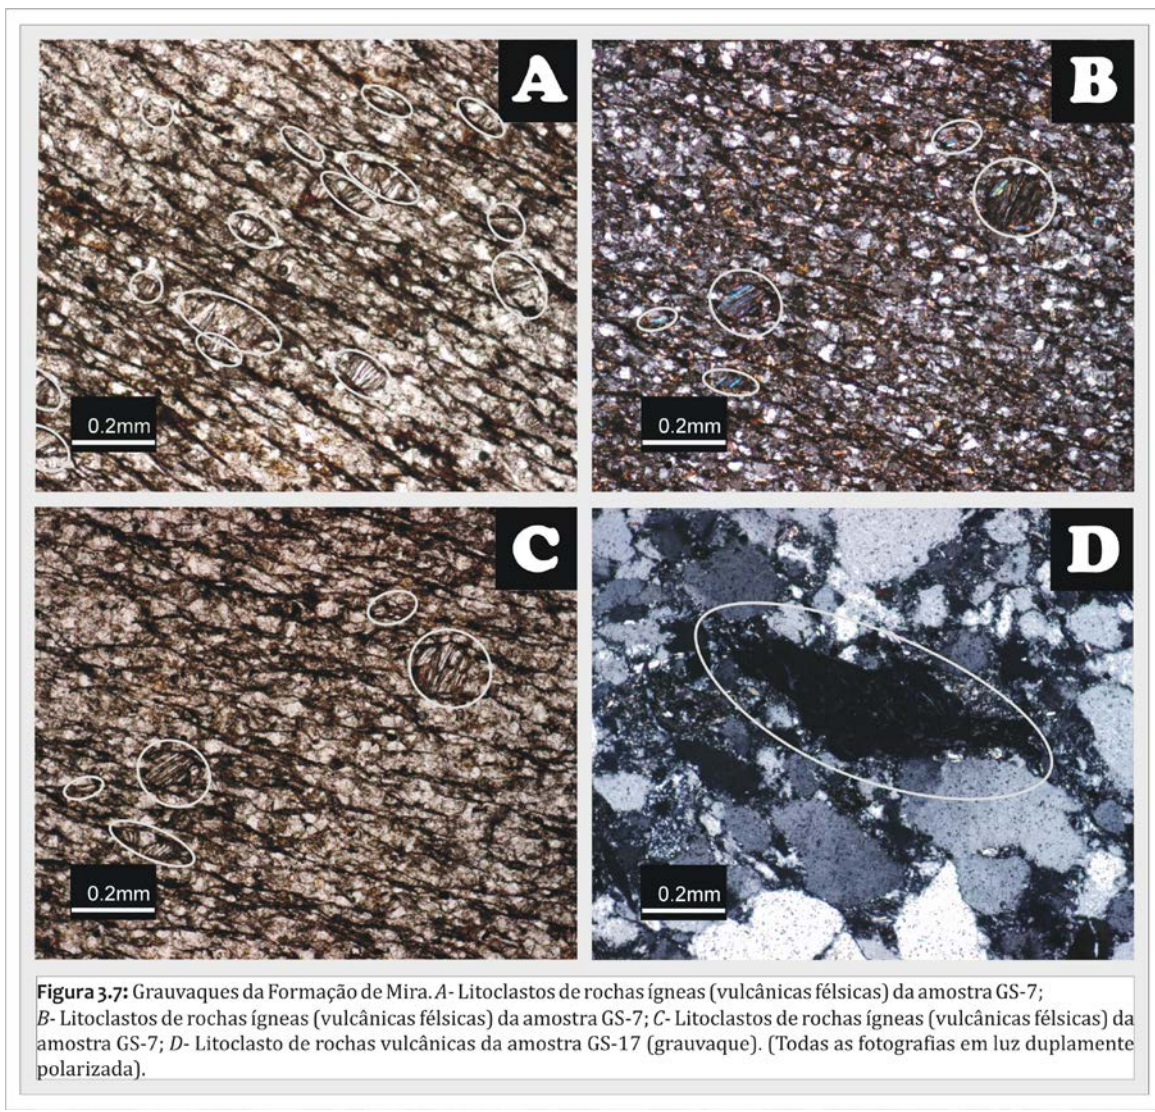 A
B
0.2mm
0.2mm
C
D
0.2mm
0.2mm
Figura 3.7: Grauvaques da Formação de Mira. A- Litoclastos de rochas ígneas (vulcânicas félsicas) da amostra GS-7;
B- Litoclastos de rochas ígneas (vulcânicas félsicas) da amostra GS-7; C- Litoclastos de rochas ígneas (vulcânicas félsicas) da
amostra GS-7; D- Litoclasto de rochas vulcânicas da amostra GS-17 (grauvaque). (Todas as fotografias em luz duplamente
polarizada).